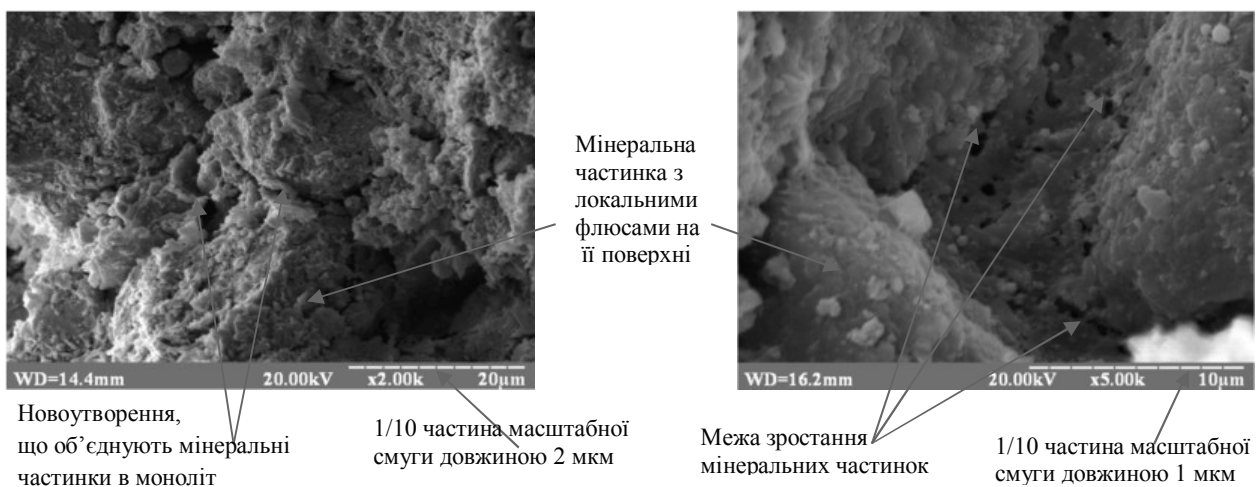 Мінеральна
частинка з
локальними
флюсами на
її поверхні
WD=14.4mm 20.00kV x2.00k 20µm
WD=16.2mm 20.00kV x5.00k 10µm
Новоутворення,
що об’єднують мінеральні
частинки в моноліт
1/10 частина масштабної
смуги довжиною 2 мкм
Межа зростання
мінеральних частинок
1/10 частина масштабної
смуги довжиною 1 мкм